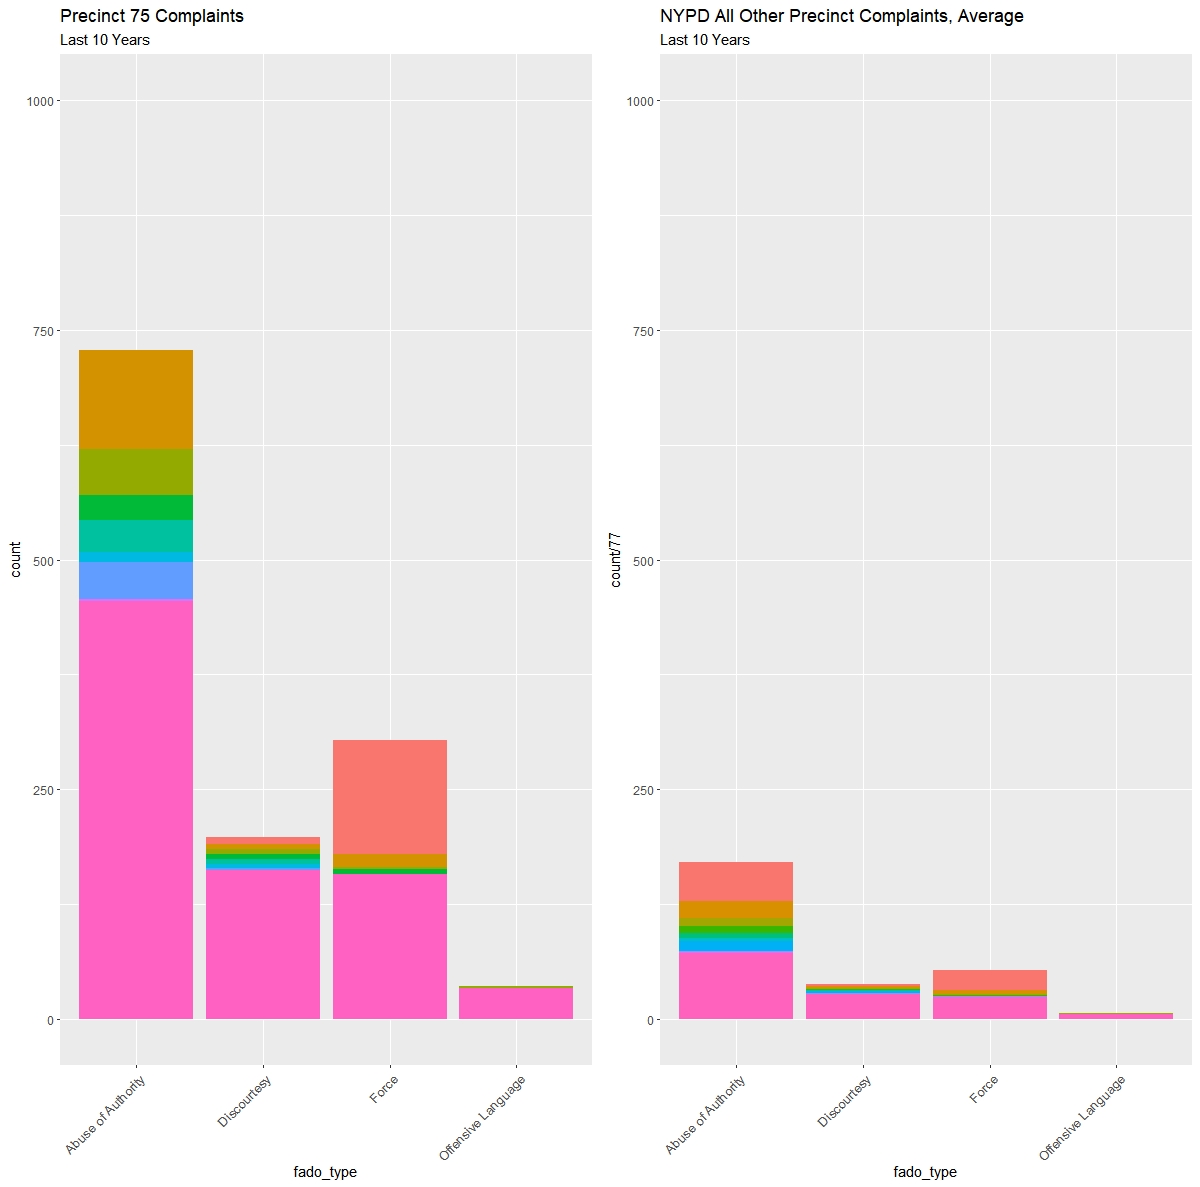 Precinct 75 Complaints
Last 10 Years
1000
750
500
250
0
count
Abuse of Authority
Discourtesy
Force
Offensive Language
fado_type
NYPD All Other Precinct Complaints, Average
Last 10 Years
1000
750
500
250
0
count/77
Abuse of Authority
Discourtesy
Force
Offensive Language
fado_type